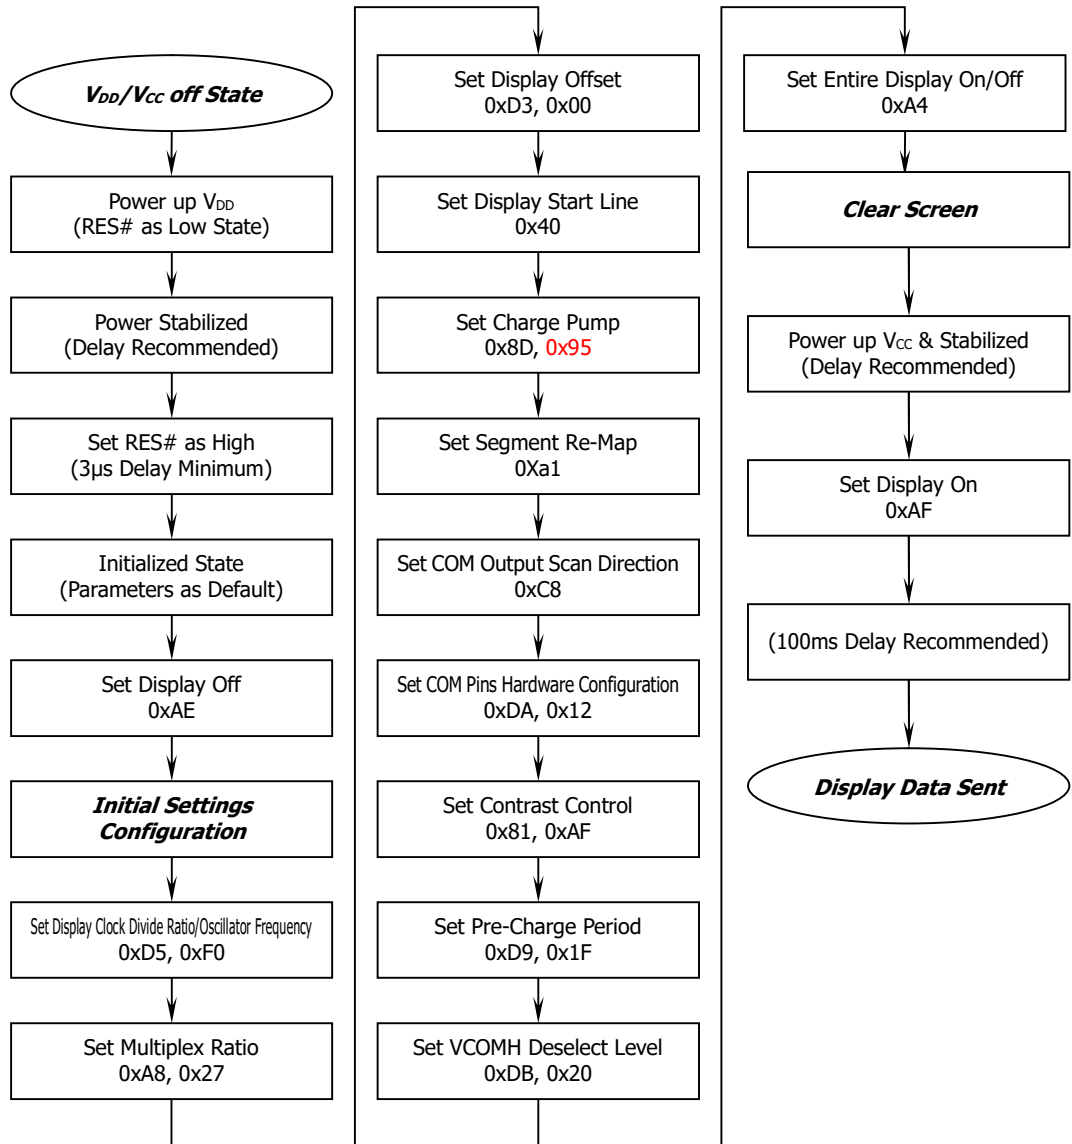 VDD/VCC off State
Power up VDD
(RES# as Low State)
Power Stabilized
(Delay Recommended)
Set RES# as High
(3μs Delay Minimum)
Initialized State
(Parameters as Default)
Set Display Off
0xAE
Initial Settings
Configuration
Set Display Clock Divide Ratio/Oscillator Frequency
0xD5, 0xF0
Set Multiplex Ratio
0xA8, 0x27
Set Display Offset
0xD3, 0x00
Set Display Start Line
0x40
Set Charge Pump
0x8D, 0x95
Set Segment Re-Map
0Xa1
Set COM Output Scan Direction
0xC8
Set COM Pins Hardware Configuration
0xDA, 0x12
Set Contrast Control
0x81, 0xAF
Set Pre-Charge Period
0xD9, 0x1F
Set VCOMH Deselect Level
0xDB, 0x20
Set Entire Display On/Off
0xA4
Clear Screen
Power up VCC & Stabilized
(Delay Recommended)
Set Display On
0xAF
(100ms Delay Recommended)
Display Data Sent